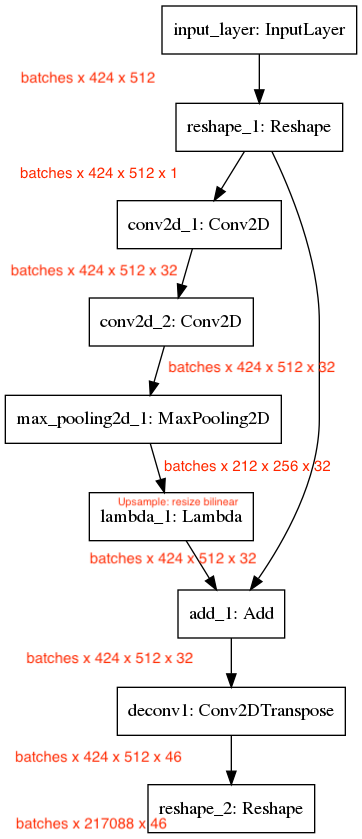 input_layer: InputLayer
batches x 424 x 512
reshape_1: Reshape
batches x 424 x 512 x 1
conv2d_1: Conv2D
batches x 424 x 512 x 32
conv2d_2: Conv2D
batches x 424 x 512 x 32
max_pooling2d_1: MaxPooling2D
batches x 212 x 256 x 32
Upsample: resize bilinear
lambda_1: Lambda
batches x 424 x 512 x 32
add_1: Add
batches x 424 x 512 x 32
deconv1: Conv2DTranspose
batches x 424 x 512 x 46
reshape_2: Reshape
batches x 217088 x 46